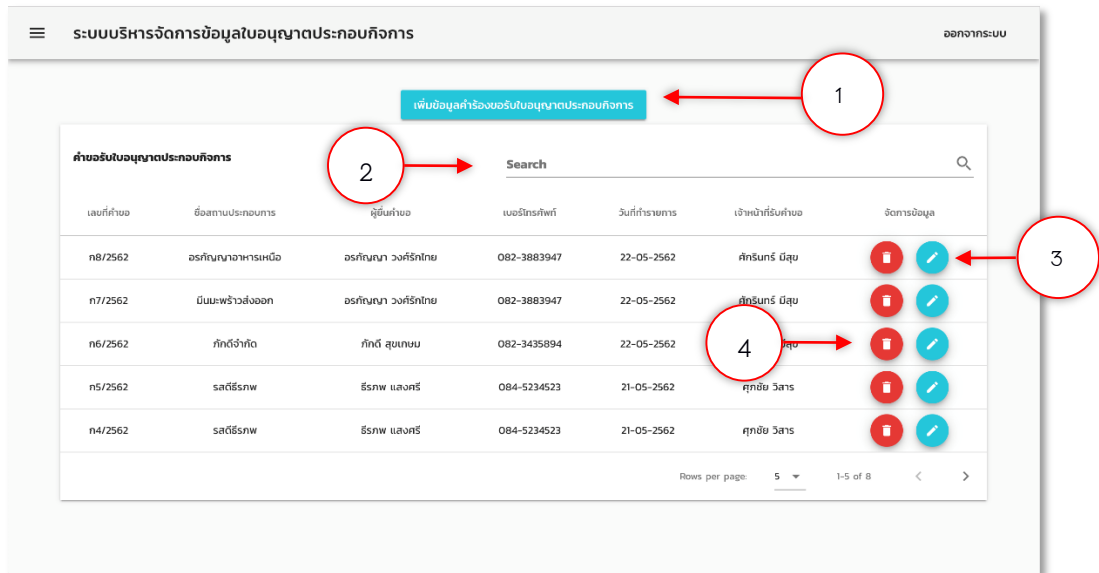 ระบบบริหารจัดการข้อมูลใบอนุญาตประกอบกิจการ ออกจากระบบ
1
เพิ่มข้อมูลคำร้องขอรับใบอนุญาตประกอบกิจการ
คำขอรับใบอนุญาตประกอบกิจการ 2 Search
เลขที่คำขอ ชื่อสถานประกอบการ ผู้ยื่นคำขอ เบอร์โทรศัพท์ วันที่ทำรายการ เจ้าหน้าที่รับคำขอ จัดการข้อมูล
ก8/2562 อรกัญญาอาหารเหนือ อรกัญญา วงศ์รักไทย 082-3883947 22-05-2562 ศักรินทร์ มีสุข 3
ก7/2562 มีนมะพร้าวส่งออก อรกัญญา วงศ์รักไทย 082-3883947 22-05-2562 ศักรินทร์ มีสุข
ก6/2562 ภักดีจำกัด ภักดี สุขเกษม 082-3435894 22-05-2562 4 มีสุข
ก5/2562 รสดีธีรภพ ธีรภพ แสงศรี 084-5234523 21-05-2562 ศุภชัย วิสาร
ก4/2562 รสดีธีรภพ ธีรภพ แสงศรี 084-5234523 21-05-2562 ศุภชัย วิสาร
Rows per page: 5 1-5 of 8